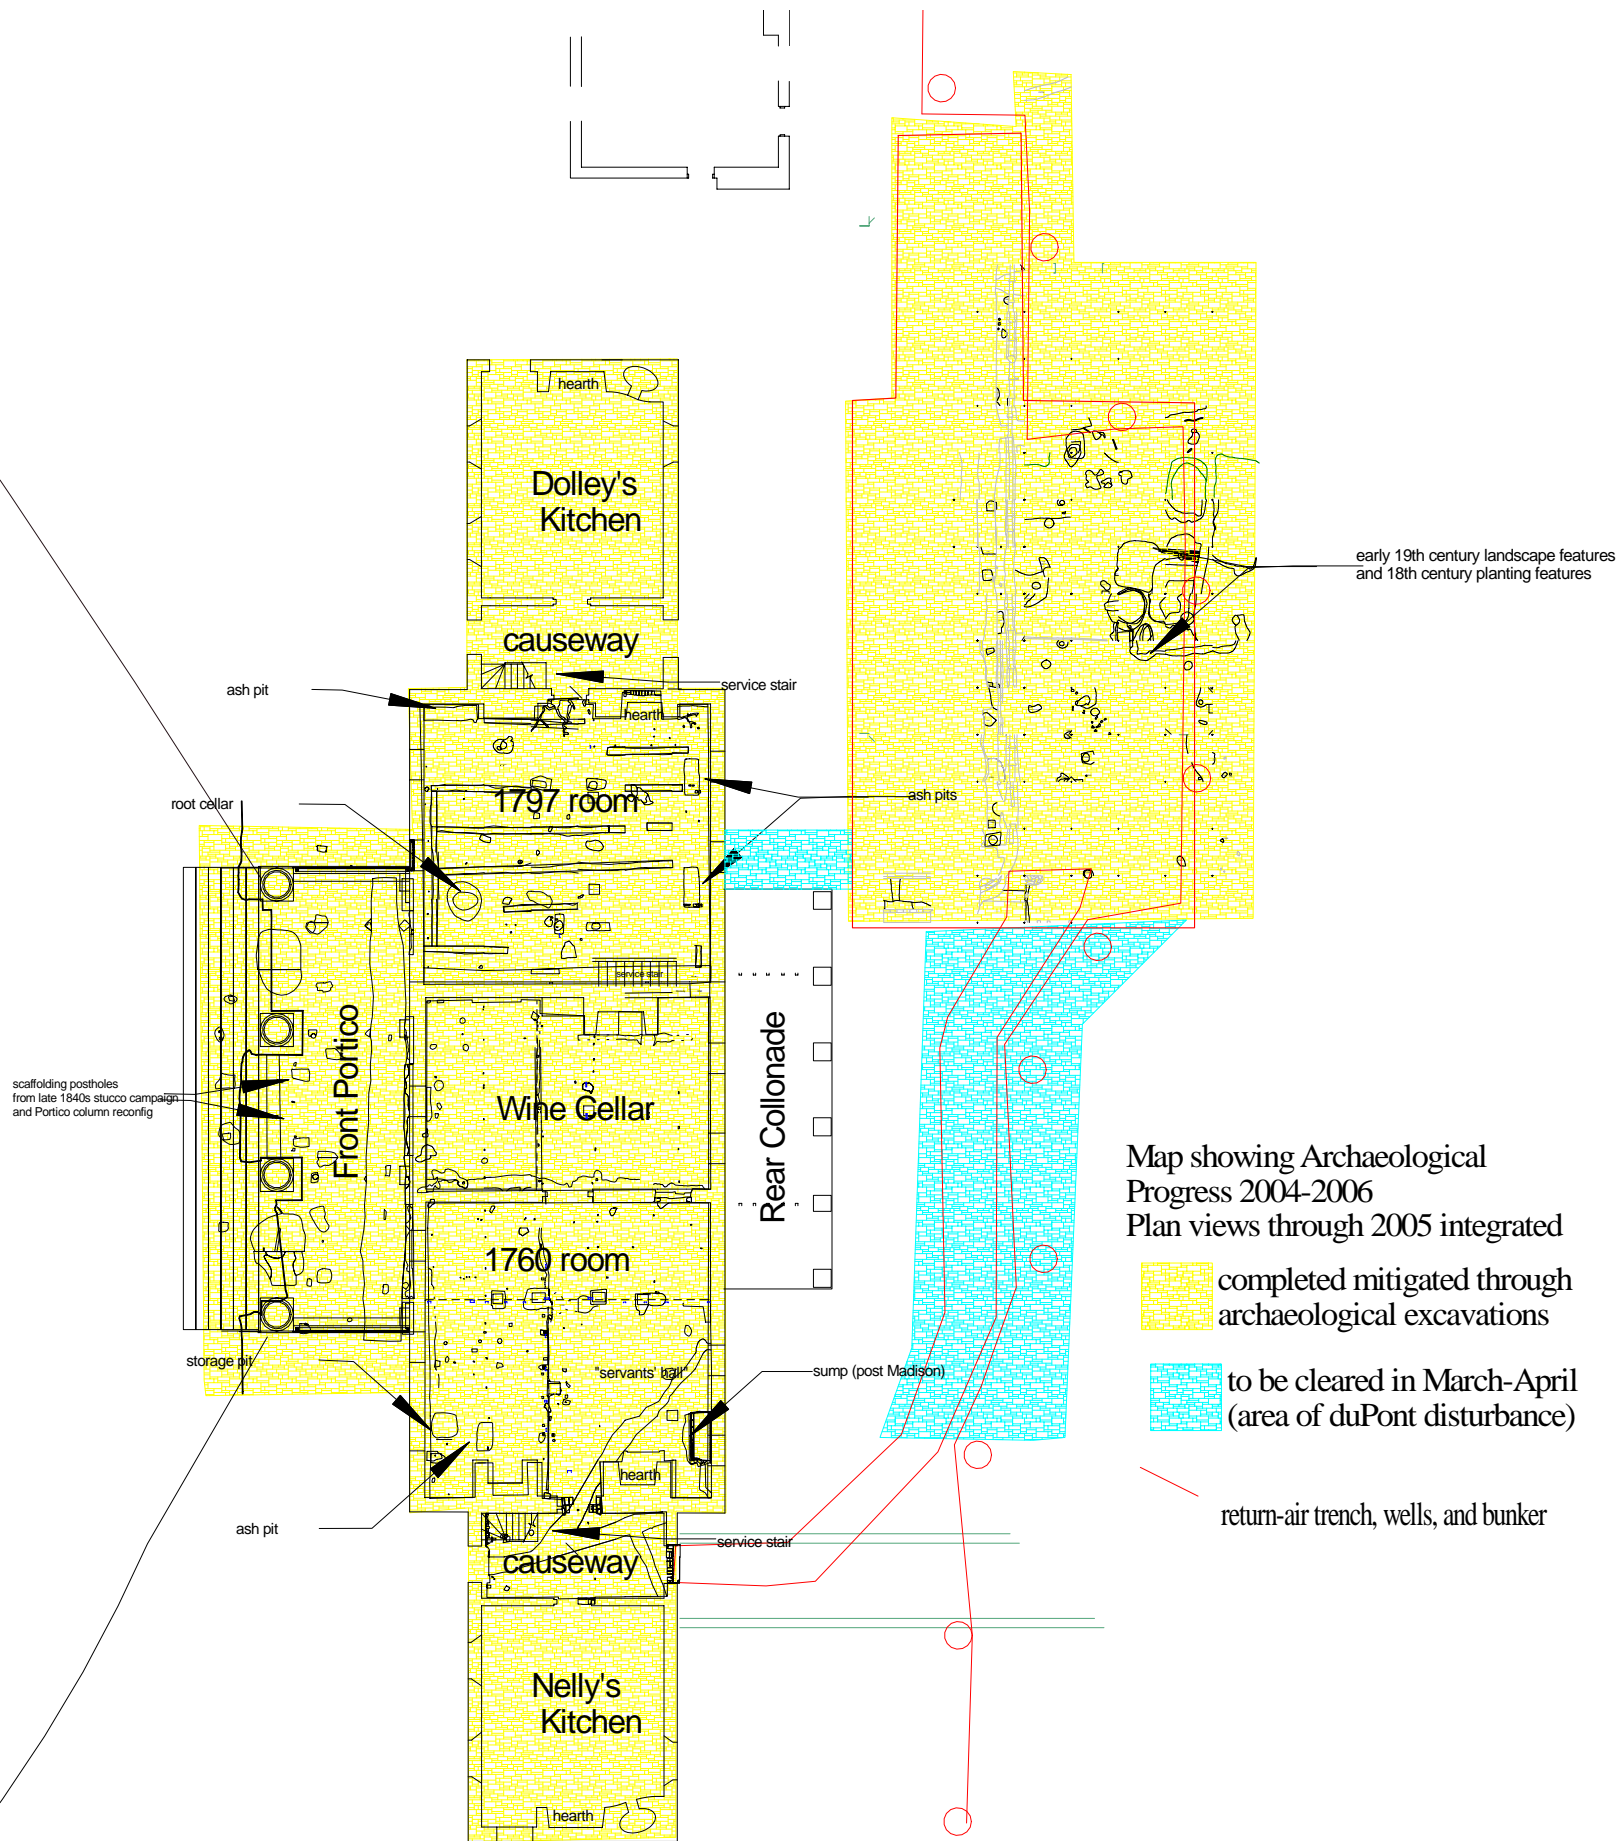 hearth
Dolley's
Kitchen
early 19th century landscape features
and 18th century planting features
causeway
service stair
ash pit
hearth
1797 room
ash pits
root cellar
service stair
Front Portico
Rear Collonade
scaffolding postholes
from late 1840s stucco campaign
and Portico column reconfig
Wine Cellar
Map showing Archaeological
Progress 2004-2006
Plan views through 2005 integrated
1760 room
completed mitigated through
archaeological excavations
storage pit
"servants' hall"
sump (post Madison)
to be cleared in March-April
(area of duPont disturbance)
hearth
return-air trench, wells, and bunker
ash pit
service stair
causeway
Nelly's
Kitchen
hearth